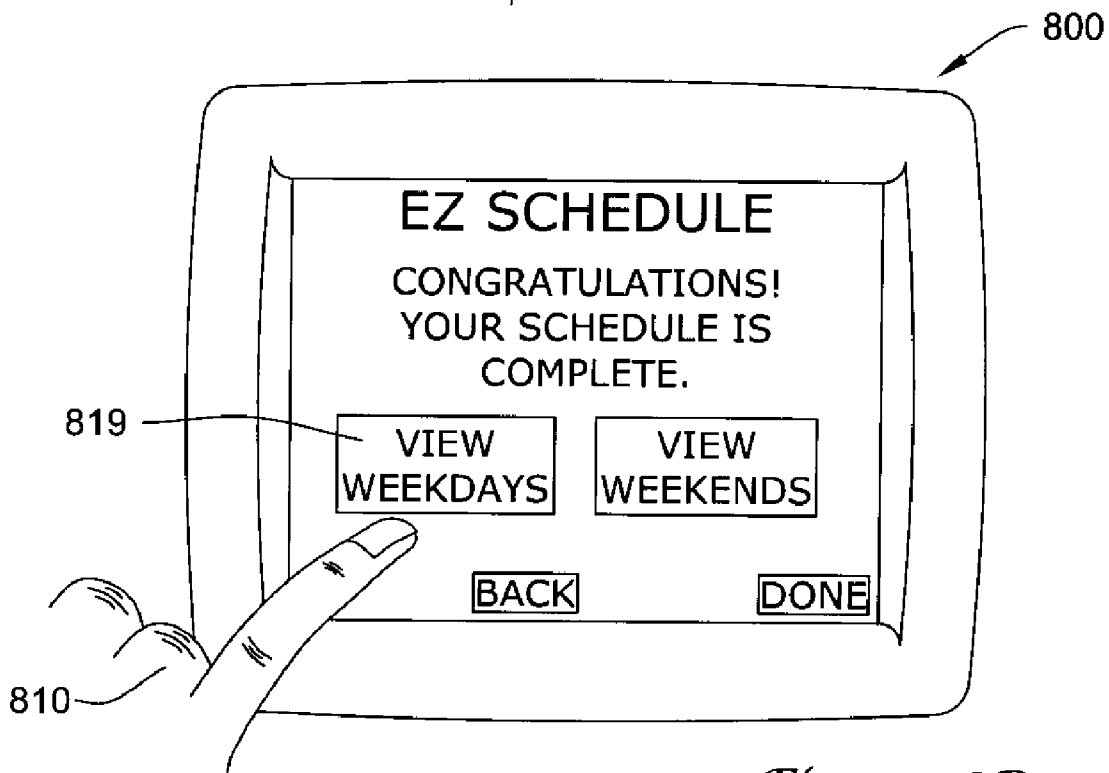 800
EZ SCHEDULE
CONGRATULATIONS!
YOUR SCHEDULE IS
COMPLETE.
819
VIEW
WEEKDAYS
VIEW
WEEKENDS
BACK
DONE
810